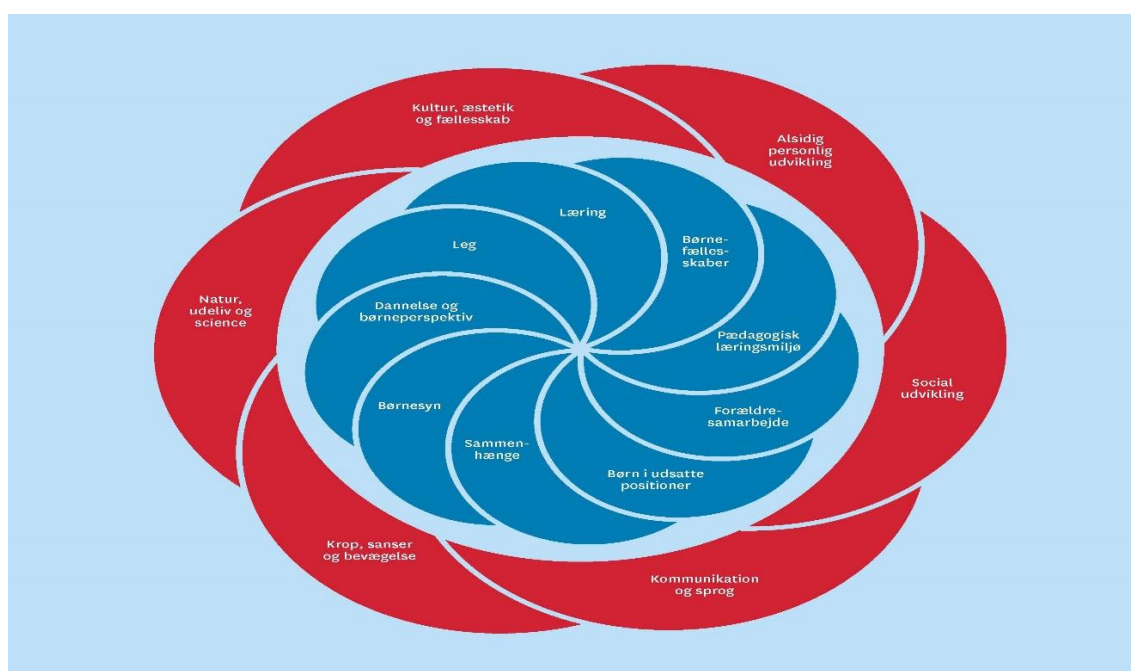 Kultur, æstetik
og fællesskab
Alsidig
personlig
udvikling
Læring
Børne-
fælles-
skaber
Leg
Natur,
udeliv og
science
Dannelse og
børneperspektiv
Pædagogisk
læringsmiljø
Børnesyn
Social
udvikling
Forældre-
samarbejde
Sammen-
hænge
Børn i udsatte
positioner
Krop, sanser
og bevægelse
Kommunikation
og sprog